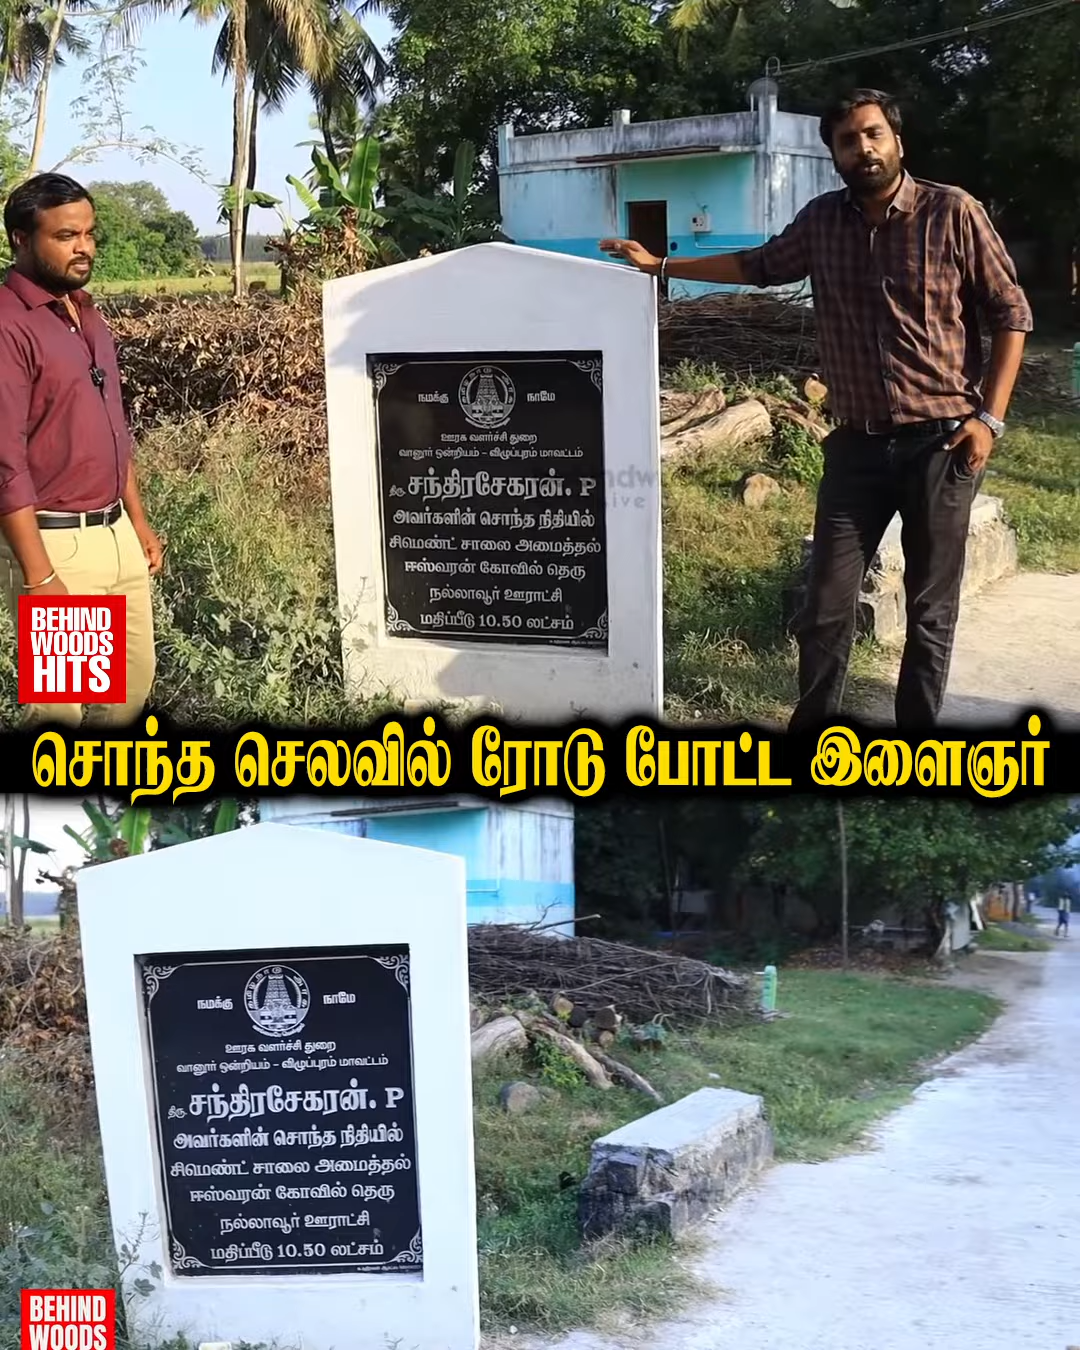 நமக்கு நாமே
ஊரக வளர்ச்சி துறை
வானூர் ஒன்றியம் - விழுப்புரம் மாவட்டம்
திரு. சந்திரசேகரன். P
அவர்களின் சொந்த நிதியில்
சிமெண்ட் சாலை அமைத்தல்
ஈஸ்வரன் கோவில் தெரு
நல்லாவூர் ஊராட்சி
மதிப்பீடு 10.50 லட்சம்
BEHIND
WOODS
HITS
சொந்த செலவில் ரோடு போட்ட இளைஞர்
தமிழ்நாடு அரசு
நமக்கு நாமே
ஊரக வளர்ச்சி துறை
வானூர் ஒன்றியம் - விழுப்புரம் மாவட்டம்
திரு. சந்திரசேகரன். P
அவர்களின் சொந்த நிதியில்
சிமெண்ட் சாலை அமைத்தல்
ஈஸ்வரன் கோவில் தெரு
நல்லாவூர் ஊராட்சி
மதிப்பீடு 10.50 லட்சம்
BEHIND
WOODS